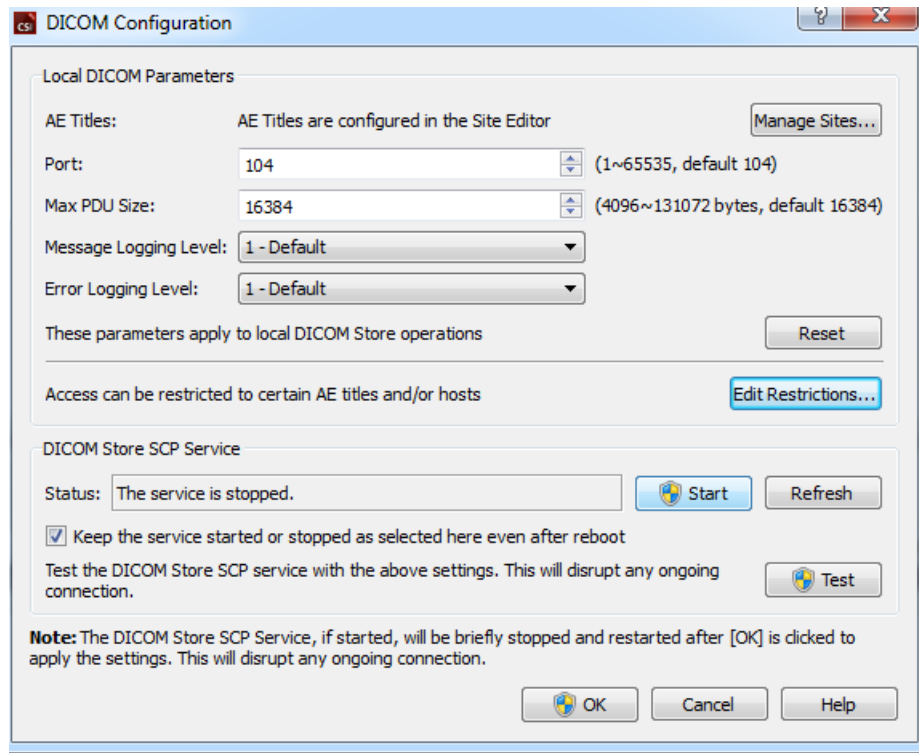 CSI DICOM Configuration
Local DICOM Parameters
AE Titles: AE Titles are configured in the Site Editor Manage Sites...
Port: 104 (1~65535, default 104)
Max PDU Size: 16384 (4096~131072 bytes, default 16384)
Message Logging Level: 1 - Default
Error Logging Level: 1 - Default
These parameters apply to local DICOM Store operations Reset
Access can be restricted to certain AE titles and/or hosts Edit Restrictions...
DICOM Store SCP Service
Status: The service is stopped. Start Refresh
Keep the service started or stopped as selected here even after reboot
Test the DICOM Store SCP service with the above settings. This will disrupt any ongoing
connection. Test
Note: The DICOM Store SCP Service, if started, will be briefly stopped and restarted after [OK] is clicked to
apply the settings. This will disrupt any ongoing connection.
OK Cancel Help